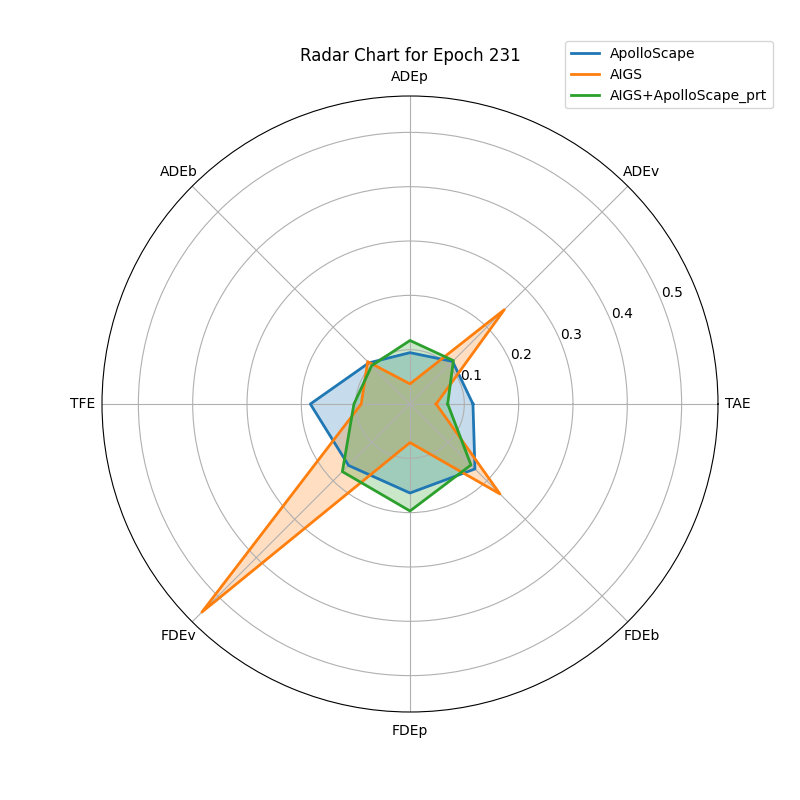 Radar Chart for Epoch 231
ApolloScape
AIGS
AIGS+ApolloScape_prt
ADEp
ADEb
ADEv
0.5
0.4
0.3
0.2
0.1
TFE
TAE
FDEv
FDEb
FDEp